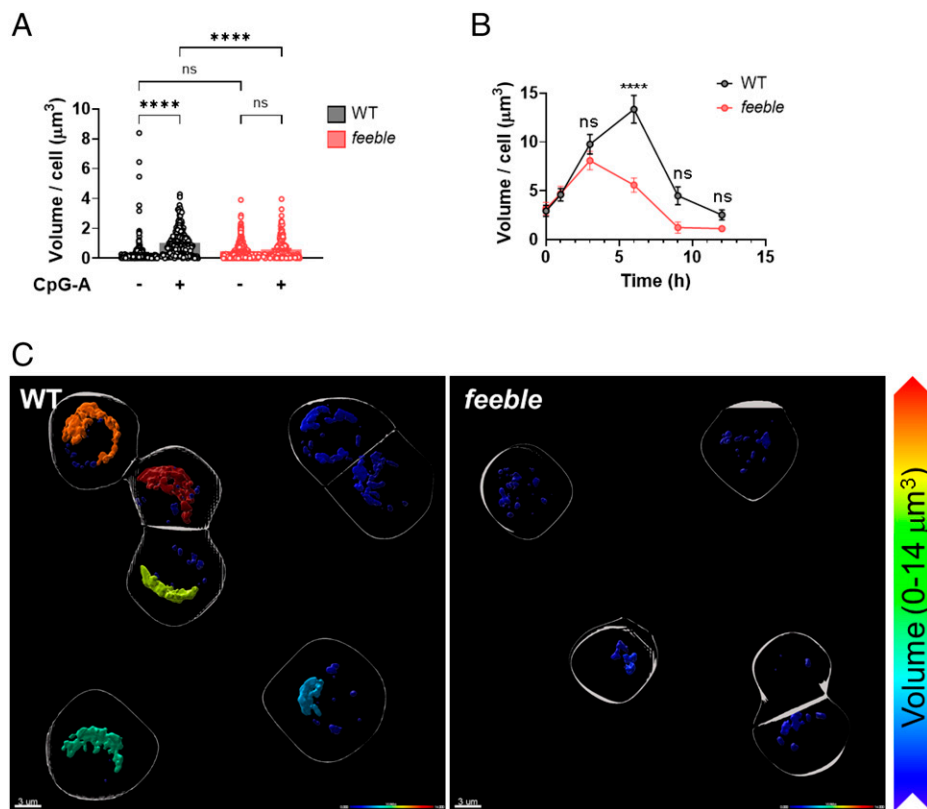 A
B
****
ns
ns
****
WT
feeble
Volume / cell (μm³)
10
8
6
4
2
0
CpG-A
- + - +
WT
feeble
****
ns
ns
ns
Volume / cell (μm³)
15
10
5
0
0 5 10 15
Time (h)
C
WT
feeble
Volume (0-14 μm³)
3 μm
3 μm